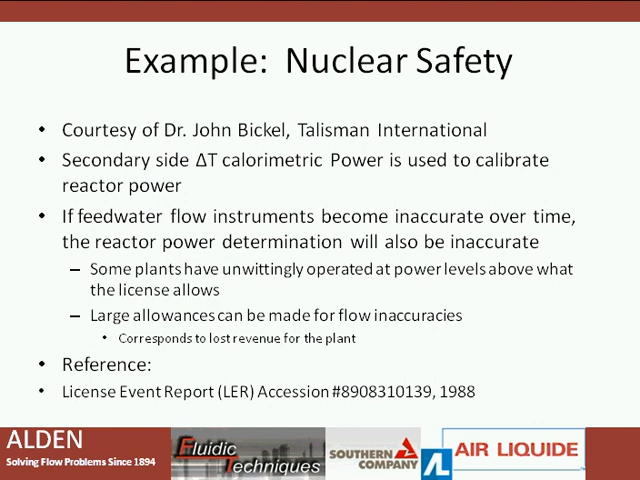 Example: Nuclear Safety
• Courtesy of Dr. John Bickel, Talisman International
• Secondary side ΔT calorimetric Power is used to calibrate
reactor power
• If feedwater flow instruments become inaccurate over time,
the reactor power determination will also be inaccurate
– Some plants have unwittingly operated at power levels above what
the license allows
– Large allowances can be made for flow inaccuracies
• Corresponds to lost revenue for the plant
• Reference:
• License Event Report (LER) Accession #8908310139, 1988
ALDEN
Solving Flow Problems Since 1894
Fluidic
Techniques
SOUTHERN
COMPANY
AIR LIQUIDE